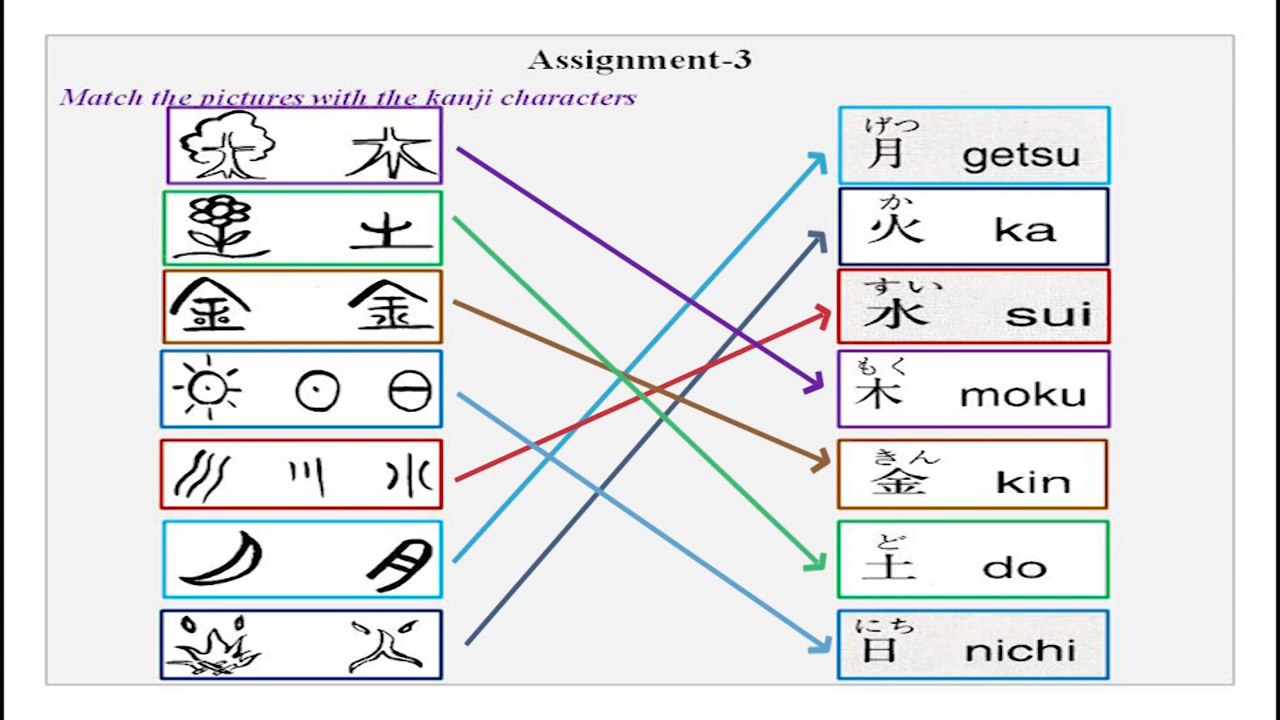 Assignment-3
Match the pictures with the kanji characters
木
げつ
月 getsu
土
か
火 ka
金 金
すい
水 sui
日
もく
木 moku
川 水
きん
金 kin
月
ど
土 do
火
にち
日 nichi